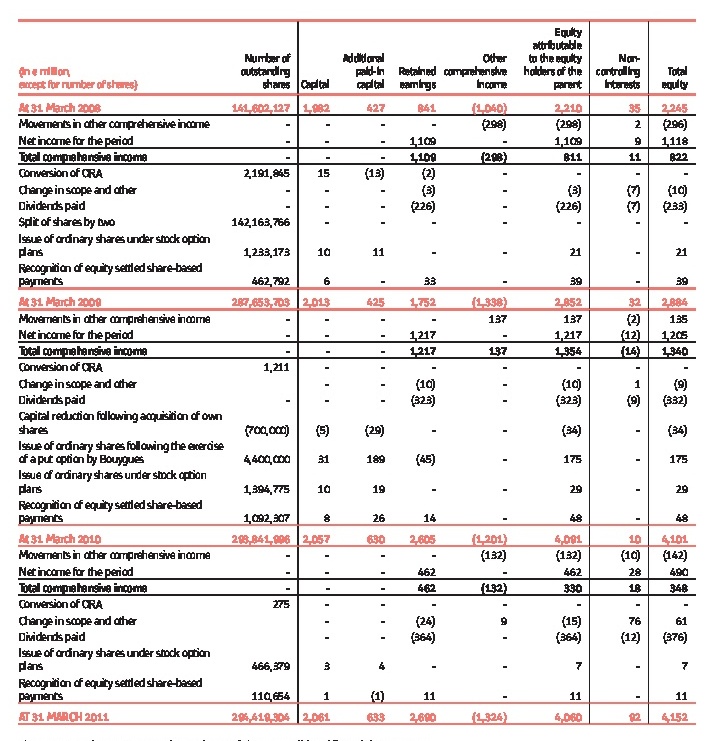 (in € million, except for number of shares) Number of outstanding shares Capital Additional paid-in capital Retained earnings Other comprehensive income Equity attributable to the equity holders of the parent Non-controlling interests Total equity
At 31 March 2008 141,602,127 1,982 427 841 (1,040) 2,210 35 2,245
Movements in other comprehensive income - - - - (298) (298) 2 (296)
Net income for the period - - - 1,109 - 1,109 9 1,118
Total comprehensive income - - - 1,109 (298) 811 11 822
Conversion of ORA 2,191,845 15 (13) (2) - - - -
Change in scope and other - - - (3) - (3) (7) (10)
Dividends paid - - - (226) - (226) (7) (233)
Split of shares by two 142,163,766 - - - - - - -
Issue of ordinary shares under stock option
plans 1,233,173 10 11 - - 21 - 21
Recognition of equity settled share-based
payments 462,792 6 - 33 - 39 - 39
At 31 March 2009 287,653,703 2,013 425 1,752 (1,338) 2,852 32 2,884
Movements in other comprehensive income - - - - 137 137 (2) 135
Net income for the period - - - 1,217 - 1,217 (12) 1,205
Total comprehensive income - - - 1,217 137 1,354 (14) 1,340
Conversion of ORA 1,211 - - - - - - -
Change in scope and other - - - (10) - (10) 1 (9)
Dividends paid - - - (323) - (323) (9) (332)
Capital reduction following acquisition of own
shares (700,000) (5) (29) - - (34) - (34)
Issue of ordinary shares following the exercise
of a put option by Bouygues 4,400,000 31 189 (45) - 175 - 175
Issue of ordinary shares under stock option
plans 1,394,775 10 19 - - 29 - 29
Recognition of equity settled share-based
payments 1,092,307 8 26 14 - 48 - 48
At 31 March 2010 293,841,996 2,057 630 2,605 (1,201) 4,091 10 4,101
Movements in other comprehensive income - - - - (132) (132) (10) (142)
Net income for the period - - - 462 - 462 28 490
Total comprehensive income - - - 462 (132) 330 18 348
Conversion of ORA 275 - - - - - - -
Change in scope and other - - - (24) 9 (15) 76 61
Dividends paid - - - (364) - (364) (12) (376)
Issue of ordinary shares under stock option
plans 466,379 3 4 - - 7 - 7
Recognition of equity settled share-based
payments 110,654 1 (1) 11 - 11 - 11
AT 31 MARCH 2011 294,419,304 2,061 633 2,690 (1,324) 4,060 92 4,152